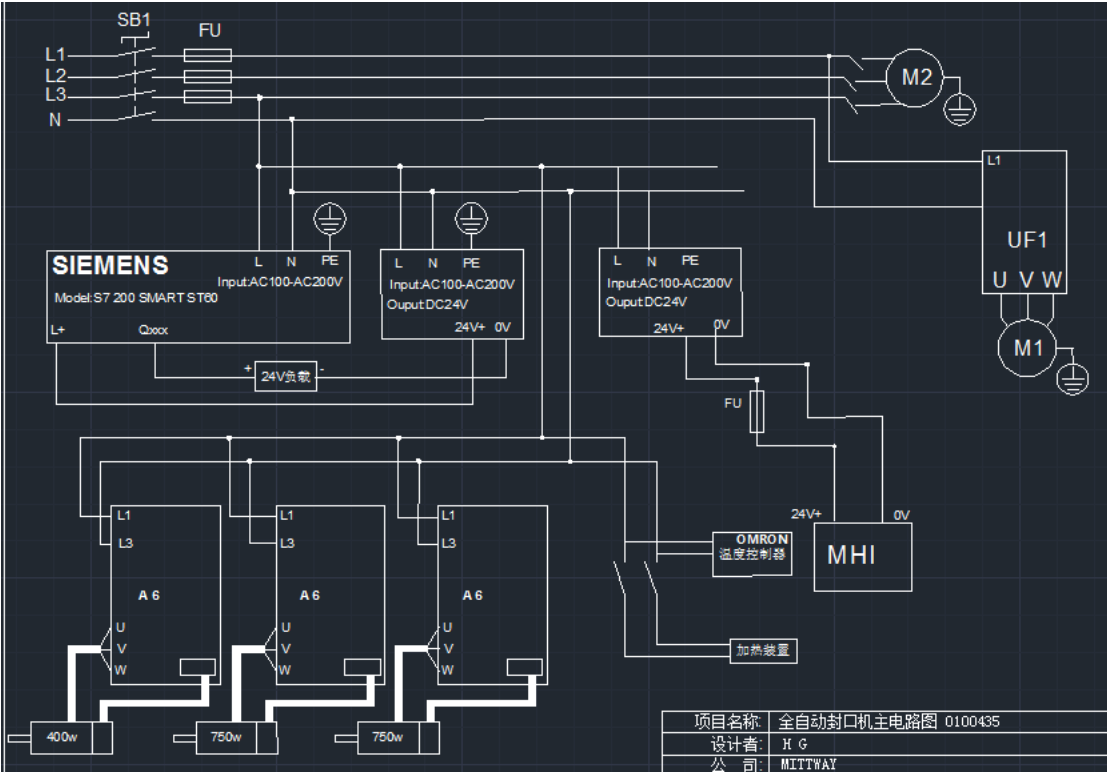 SB1
FU
L1
L2
L3
N
M2
L1
UF1
U V W
M1
SIEMENS
Model:S7 200 SMART ST60
L N PE
Input:AC100-AC200V
L+ Qxxx
L N PE
Input:AC100-AC200V
Ouput:DC24V
24V+ 0V
L N PE
Input:AC100-AC200V
Ouput:DC24V
24V+ 0V
+ 24V负载 -
FU
24V+ 0V
MHI
OMRON
温度控制器
加热装置
L1
L3
A6
U
V
W
400w
L1
L3
A6
U
V
W
750w
L1
L3
A6
U
V
W
750w
项目名称: 全自动封口机主电路图 0100435
设计者: H G
公 司: MITTWAY